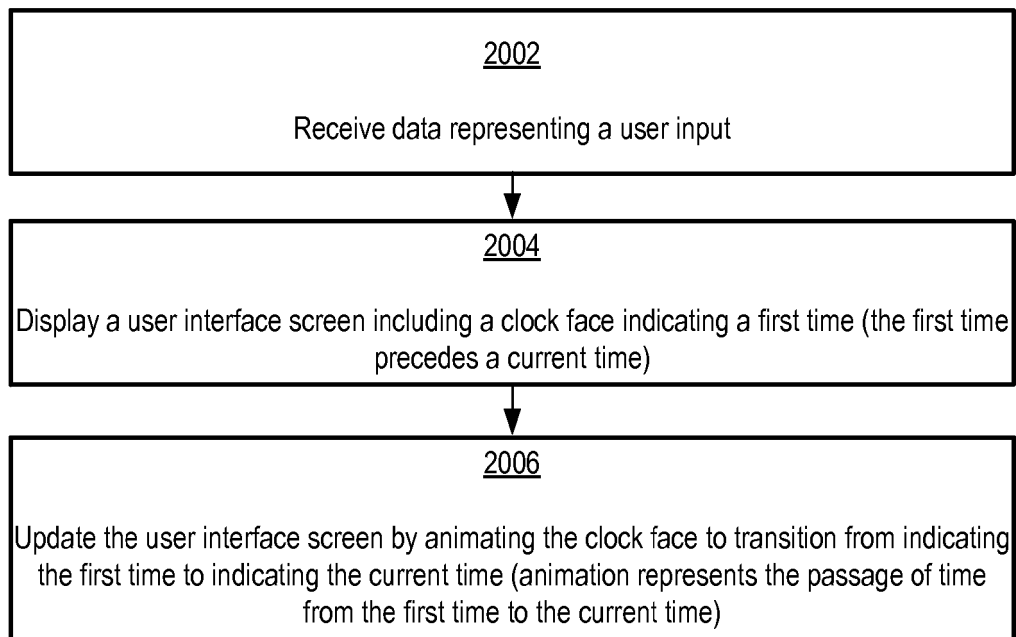 2002
Receive data representing a user input
2004
Display a user interface screen including a clock face indicating a first time (the first time
precedes a current time)
2006
Update the user interface screen by animating the clock face to transition from indicating
the first time to indicating the current time (animation represents the passage of time
from the first time to the current time)